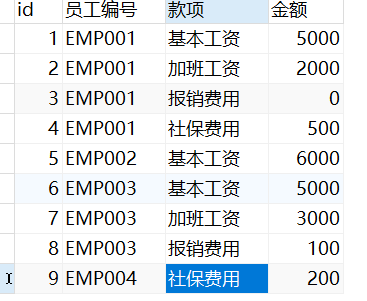 id 员工编号 款项 金额
1 EMP001 基本工资 5000
2 EMP001 加班工资 2000
3 EMP001 报销费用 0
4 EMP001 社保费用 500
5 EMP002 基本工资 6000
6 EMP003 基本工资 5000
7 EMP003 加班工资 3000
8 EMP003 报销费用 100
9 EMP004 社保费用 200